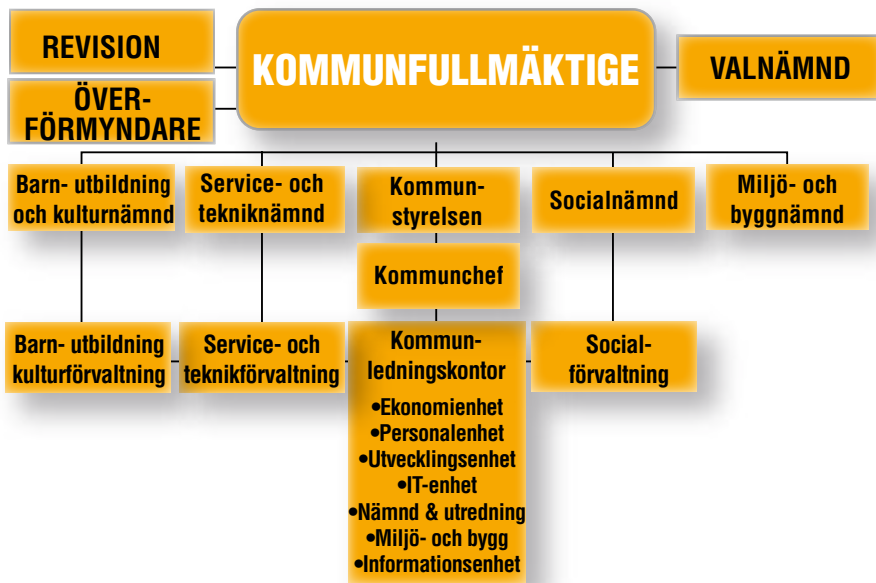 REVISION
KOMMUNFULLMÄKTIGE
VALNÄMND
ÖVER-
FÖRMYNDARE
Barn- utbildning
och kulturnämnd
Service- och
tekniknämnd
Kommun-
styrelsen
Socialnämnd
Miljö- och
byggnämnd
Kommunchef
Barn- utbildning
kulturförvaltning
Service- och
teknikförvaltning
Kommun-
ledningskontor
•Ekonomienhet
•Personalenhet
•Utvecklingsenhet
•IT-enhet
•Nämnd & utredning
•Miljö- och bygg
•Informationsenhet
Social-
förvaltning